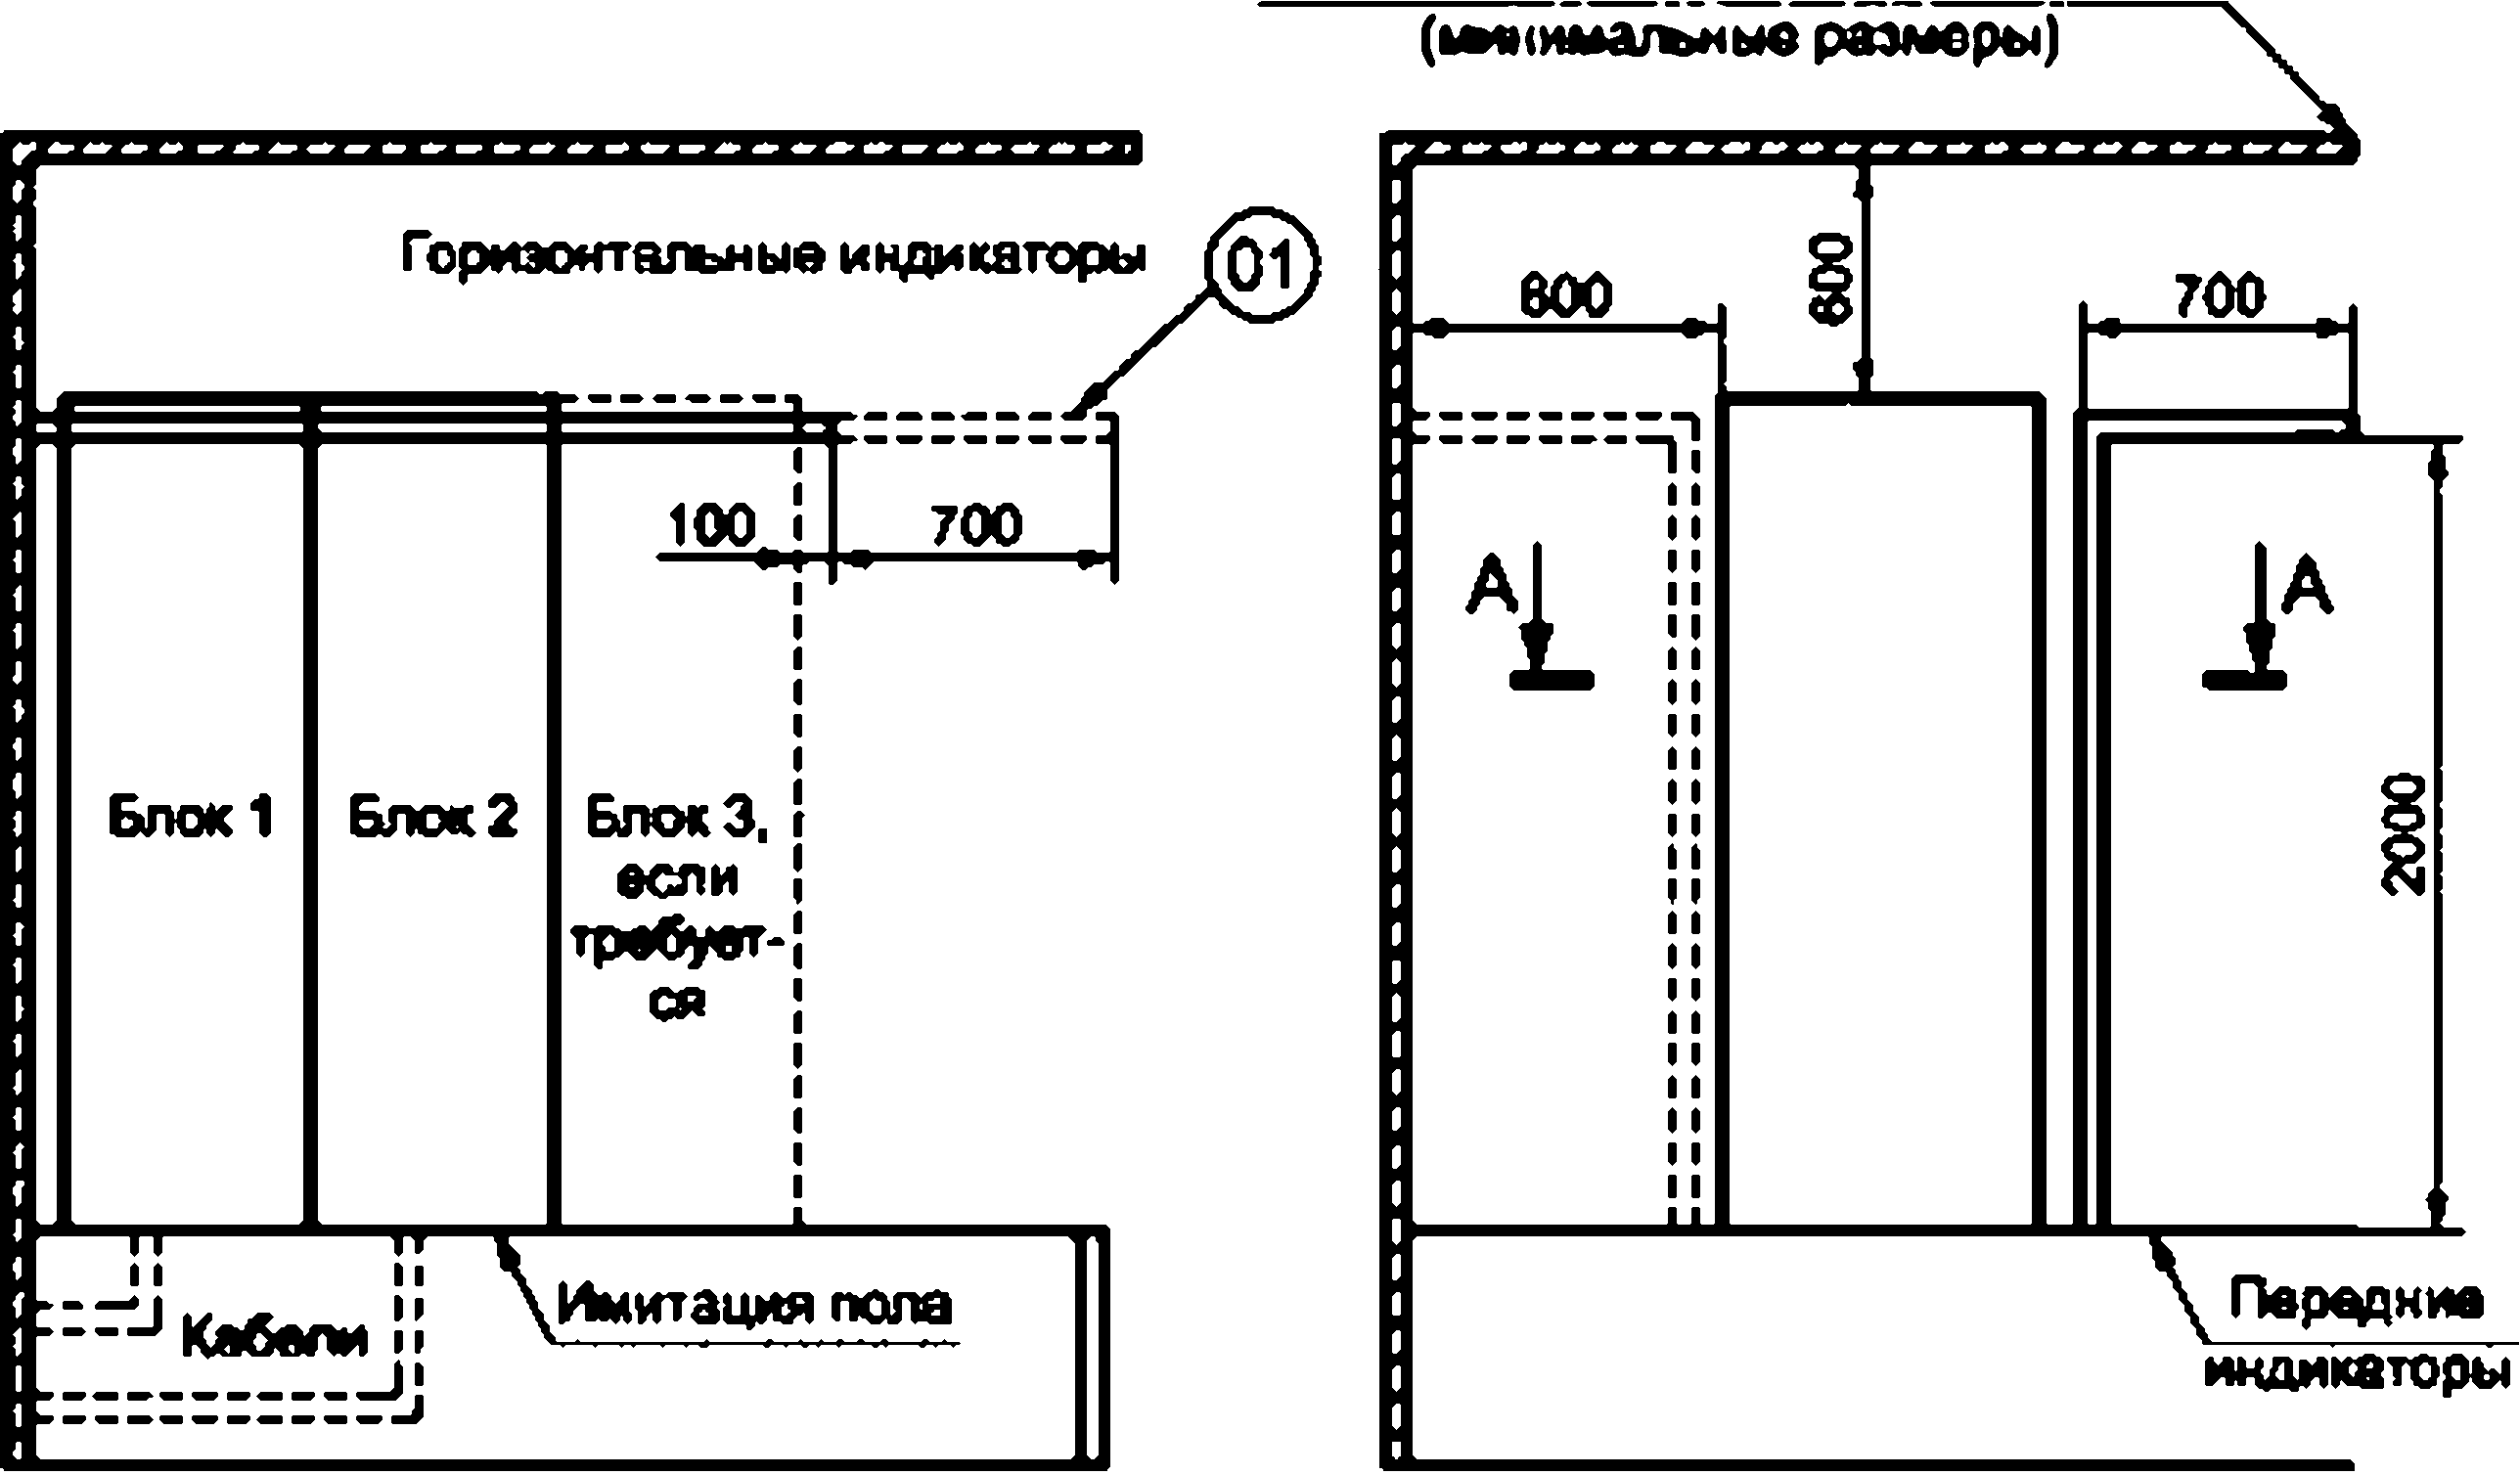 (минимальные размеры)
Горизонтальные индикаторы
01
800
800
700
100
700
А
А
2000
Блок 1
Блок 2
Блок 3,
если
требует-
ся
Имитация пола
Кабели
Передние
индикаторы